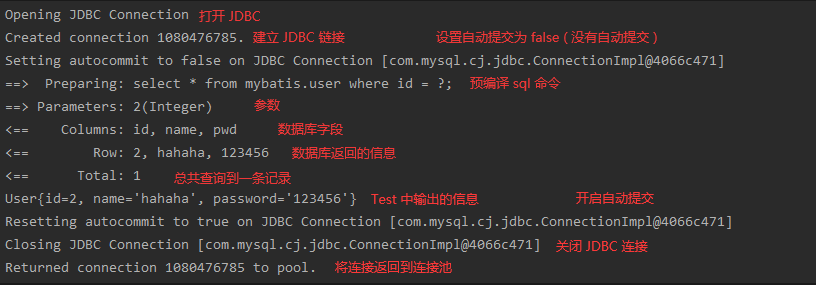 Opening JDBC Connection 打开 JDBC
Created connection 1080476785. 建立 JDBC 链接 设置自动提交为 false ( 没有自动提交 )
Setting autocommit to false on JDBC Connection [com.mysql.cj.jdbc.ConnectionImpl@4066c471]
==>  Preparing: select * from mybatis.user where id = ?; 预编译 sql 命令
==> Parameters: 2(Integer) 参数
<==    Columns: id, name, pwd 数据库字段
<==        Row: 2, hahaha, 123456 数据库返回的信息
<==      Total: 1 总共查询到一条记录
User{id=2, name='hahaha', password='123456'} Test 中输出的信息 开启自动提交
Resetting autocommit to true on JDBC Connection [com.mysql.cj.jdbc.ConnectionImpl@4066c471]
Closing JDBC Connection [com.mysql.cj.jdbc.ConnectionImpl@4066c471] 关闭 JDBC 连接
Returned connection 1080476785 to pool. 将连接返回到连接池